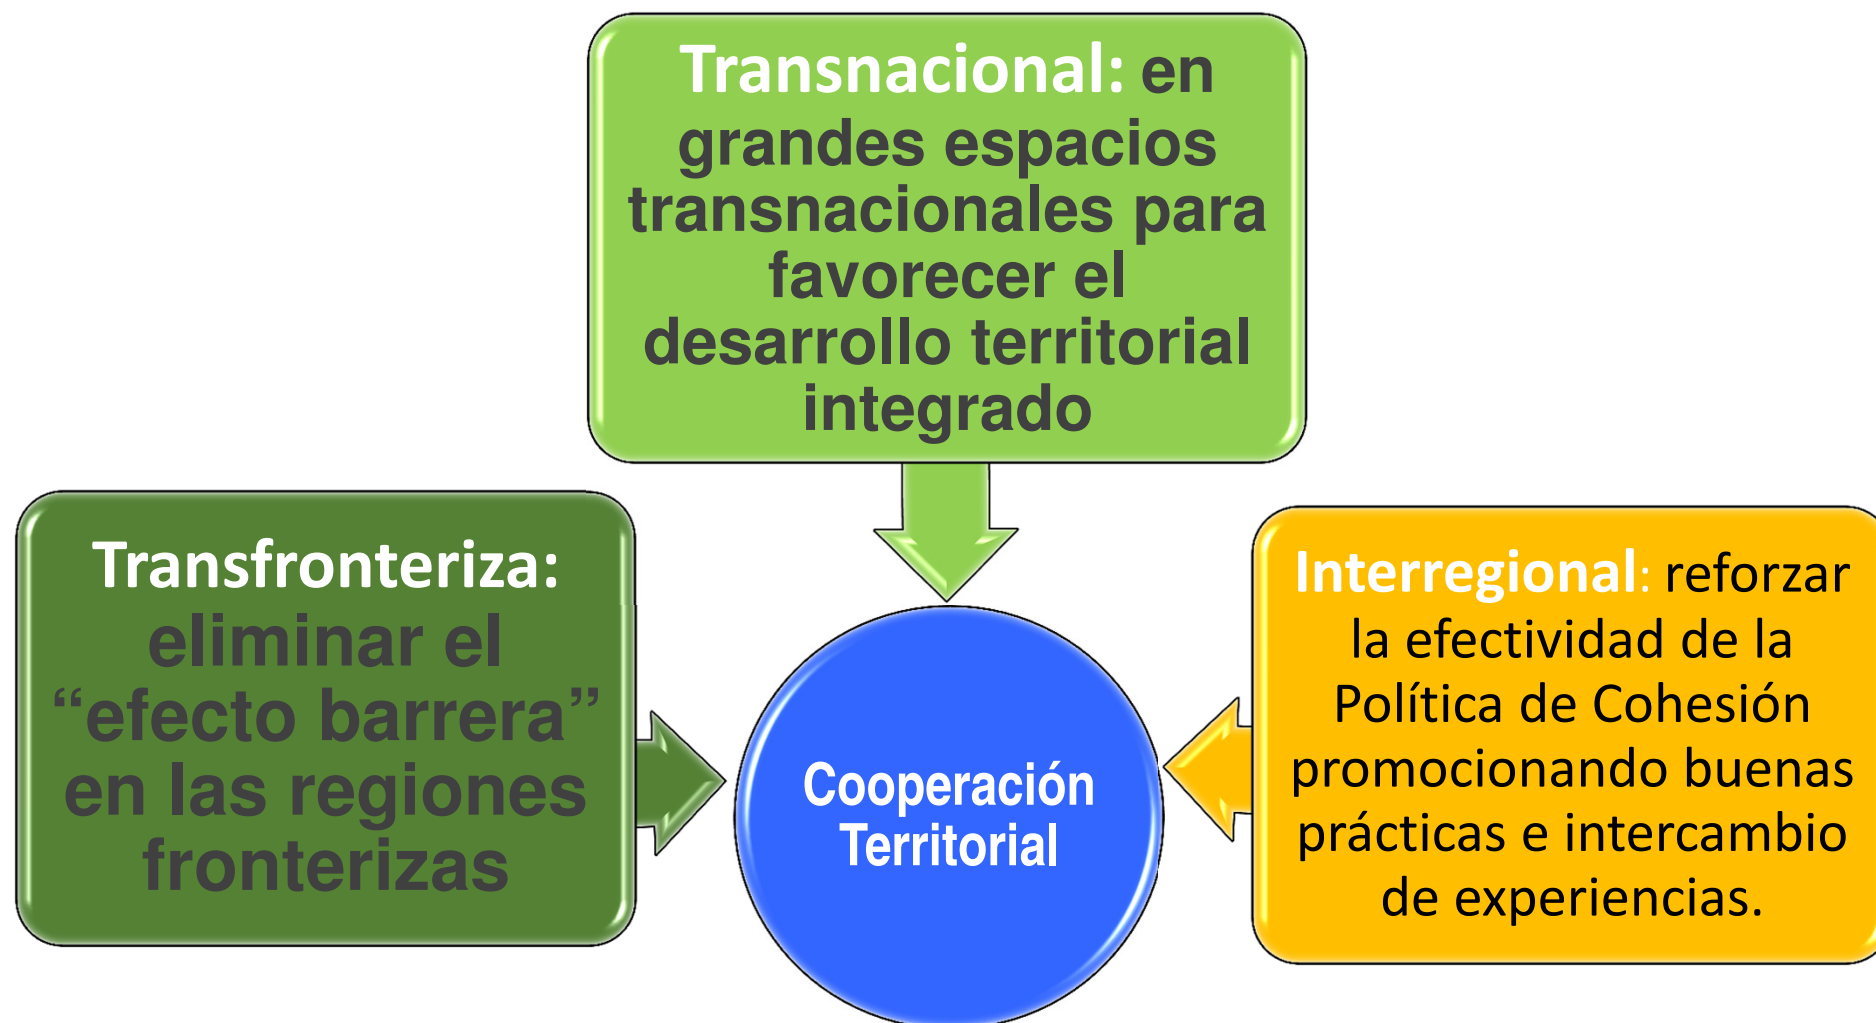 Transnacional: en
grandes espacios
transnacionales para
favorecer el
desarrollo territorial
integrado
Transfronteriza:
eliminar el
“efecto barrera”
en las regiones
fronterizas
Cooperación
Territorial
Interregional: reforzar
la efectividad de la
Política de Cohesión
promocionando buenas
prácticas e intercambio
de experiencias.